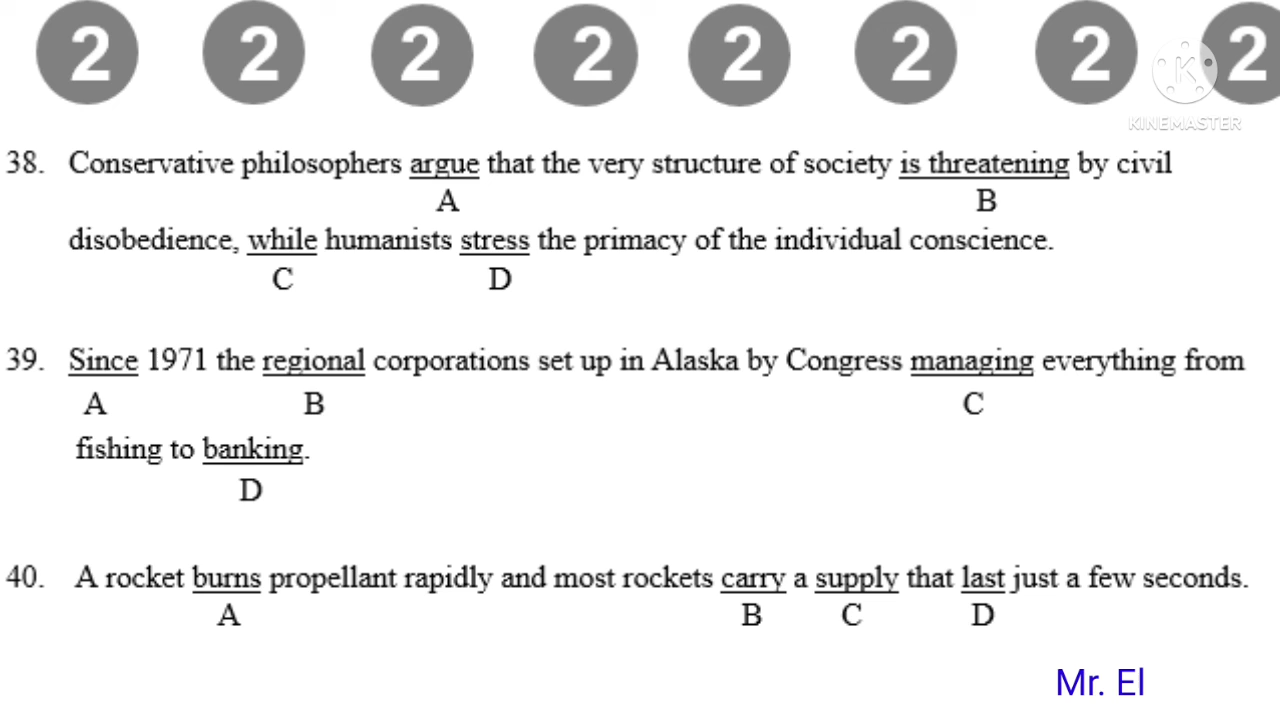 2 2 2 2 2 2 2 K 2
KINEMASTER
38. Conservative philosophers argue that the very structure of society is threatening by civil
A B
disobedience, while humanists stress the primacy of the individual conscience.
C D
39. Since 1971 the regional corporations set up in Alaska by Congress managing everything from
A B C
fishing to banking.
D
40. A rocket burns propellant rapidly and most rockets carry a supply that last just a few seconds.
A B C D
Mr. El